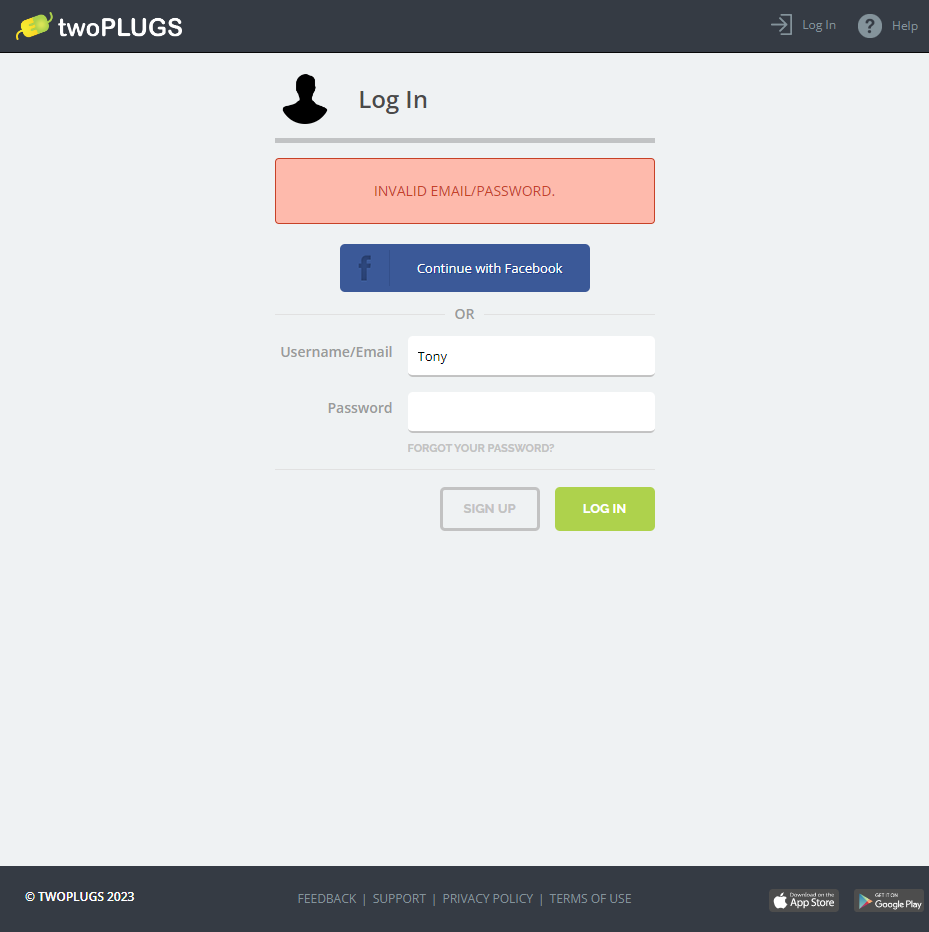 twoPLUGS
Log In
? Help
Log In
INVALID EMAIL/PASSWORD.
f Continue with Facebook
OR
Username/Email
Tony
Password
FORGOT YOUR PASSWORD?
SIGN UP
LOG IN
© TWOPLUGS 2023
FEEDBACK | SUPPORT | PRIVACY POLICY | TERMS OF USE
Download on the
App Store
GET IT ON
Google Play